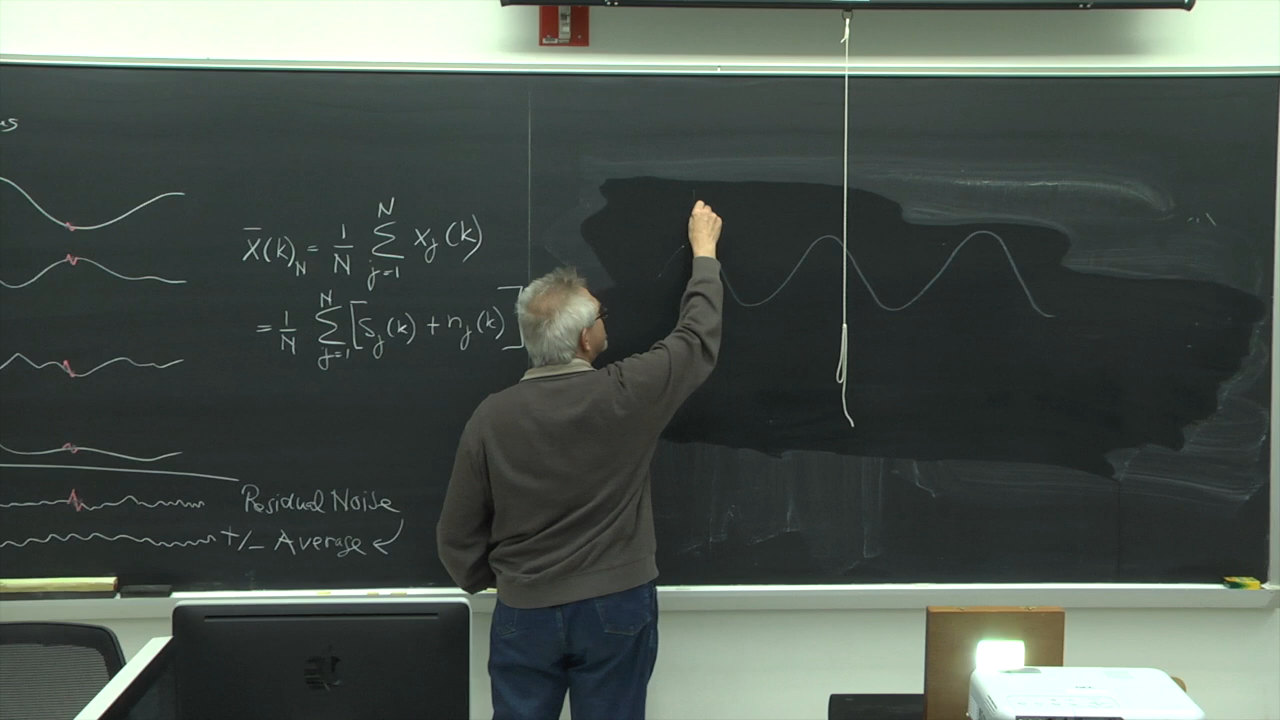 X̄(k)_N = 1/N Σ_{j=1}^{N} x_j(k)
= 1/N Σ_{j=1}^{N} [S_j(k) + n_j(k)]
Residual Noise
+/- Average